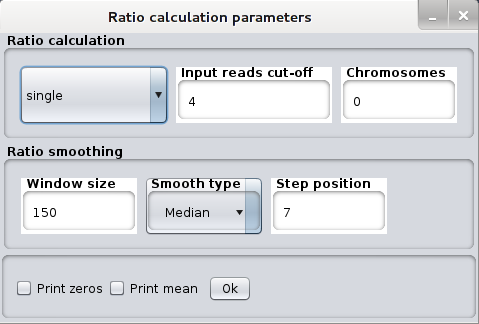 Ratio calculation parameters
Ratio calculation
Input reads cut-off Chromosomes
single 4 0
Ratio smoothing
Window size Smooth type Step position
150 Median 7
Print zeros Print mean Ok